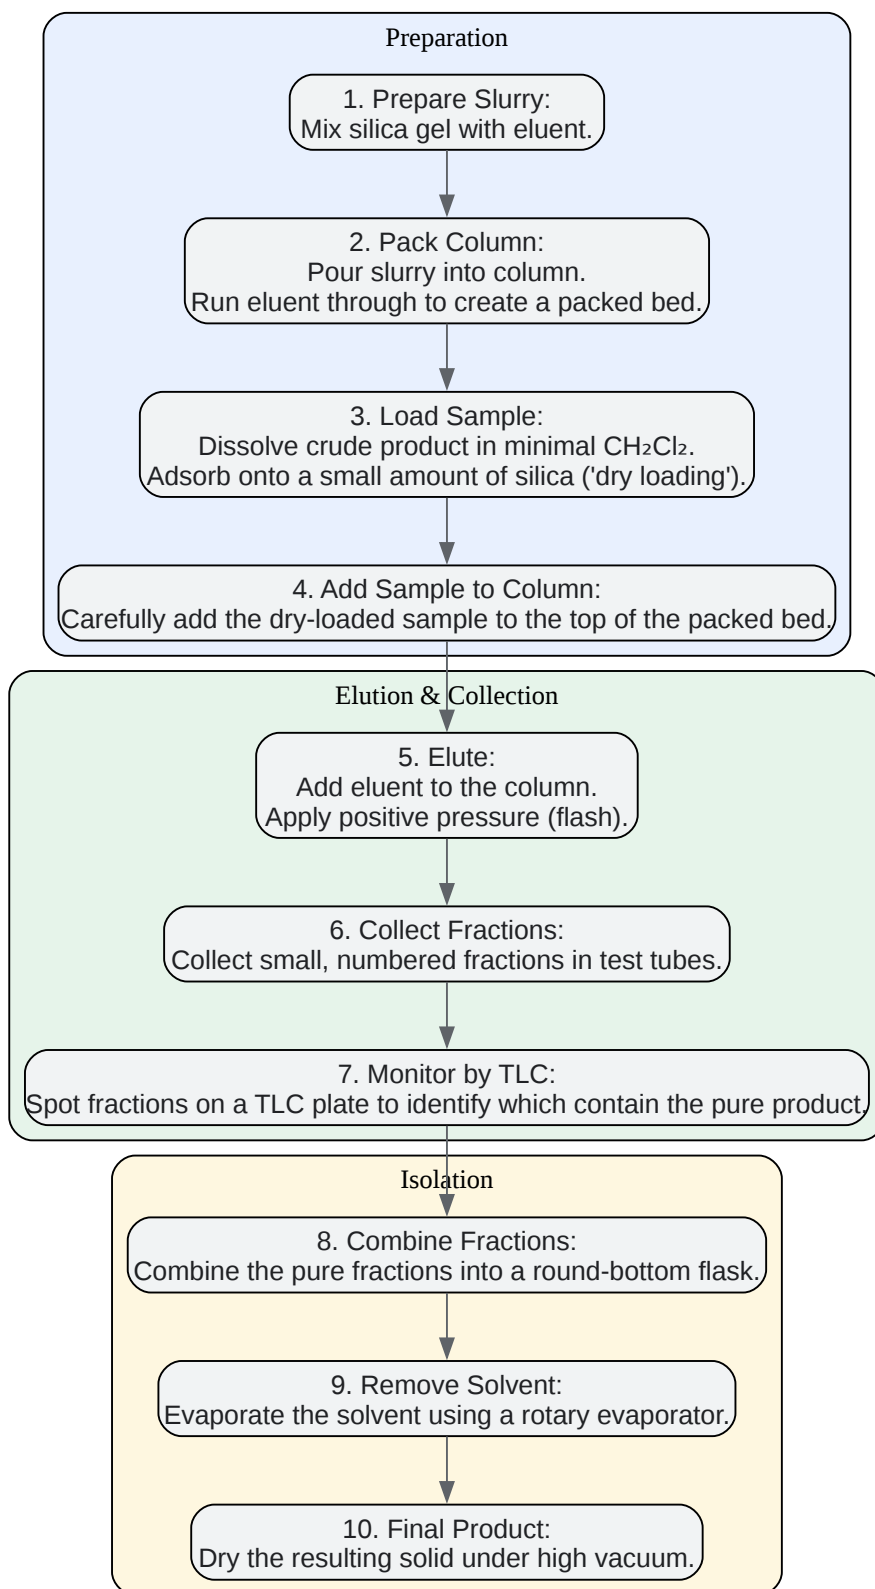 Preparation
1. Prepare Slurry:
Mix silica gel with eluent.
2. Pack Column:
Pour slurry into column.
Run eluent through to create a packed bed.
3. Load Sample:
Dissolve crude product in minimal CH₂Cl₂.
Adsorb onto a small amount of silica ('dry loading').
4. Add Sample to Column:
Carefully add the dry-loaded sample to the top of the packed bed.
Elution & Collection
5. Elute:
Add eluent to the column.
Apply positive pressure (flash).
6. Collect Fractions:
Collect small, numbered fractions in test tubes.
7. Monitor by TLC:
Spot fractions on a TLC plate to identify which contain the pure product.
Isolation
8. Combine Fractions:
Combine the pure fractions into a round-bottom flask.
9. Remove Solvent:
Evaporate the solvent using a rotary evaporator.
10. Final Product:
Dry the resulting solid under high vacuum.